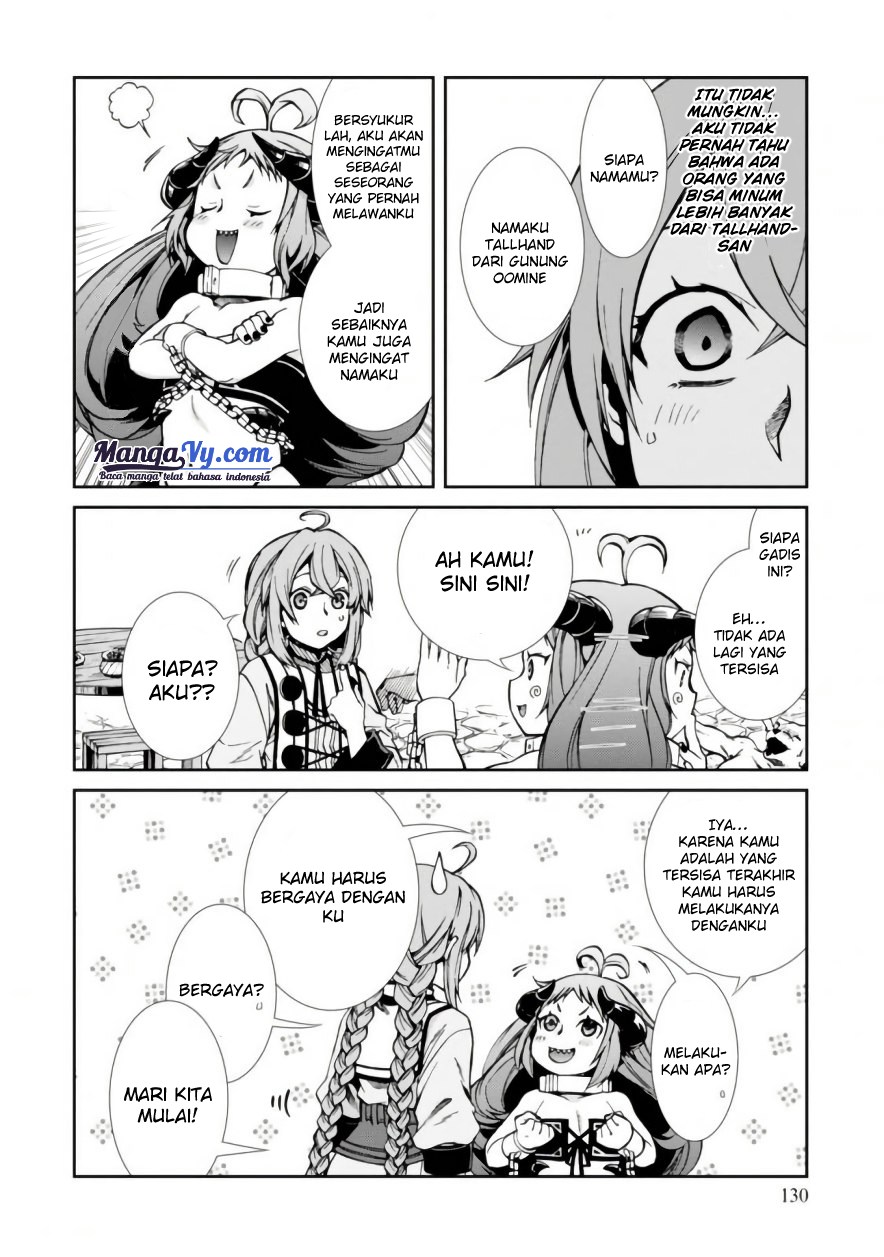 ITU TIDAK
MUNGKIN...
AKU TIDAK
PERNAH TAHU
BAHWA ADA
ORANG YANG
BISA MINUM
LEBIH BANYAK
DARI TALLHAND-
SAN
SIAPA
NAMAMU?
NAMAKU
TALLHAND
DARI GUNUNG
OOMINE
BERSYUKUR
LAH, AKU AKAN
MENGINGATMU
SEBAGAI
SESEORANG
YANG PERNAH
MELAWANKU
JADI
SEBAIKNYA
KAMU JUGA
MENGINGAT
NAMAKU
MangaVy.com
Baca manga telat bahasa indonesia
SIAPA
GADIS
INI?
EH...
TIDAK ADA
LAGI YANG
TERSISA
AH KAMU!
SINI SINI!
SIAPA?
AKU??
IYA...
KARENA KAMU
ADALAH YANG
TERSISA TERAKHIR
KAMU HARUS
MELAKUKANYA
DENGANKU
MELAKU-
KAN APA?
KAMU HARUS
BERGAYA DENGAN
KU
BERGAYA?
MARI KITA
MULAI!
130